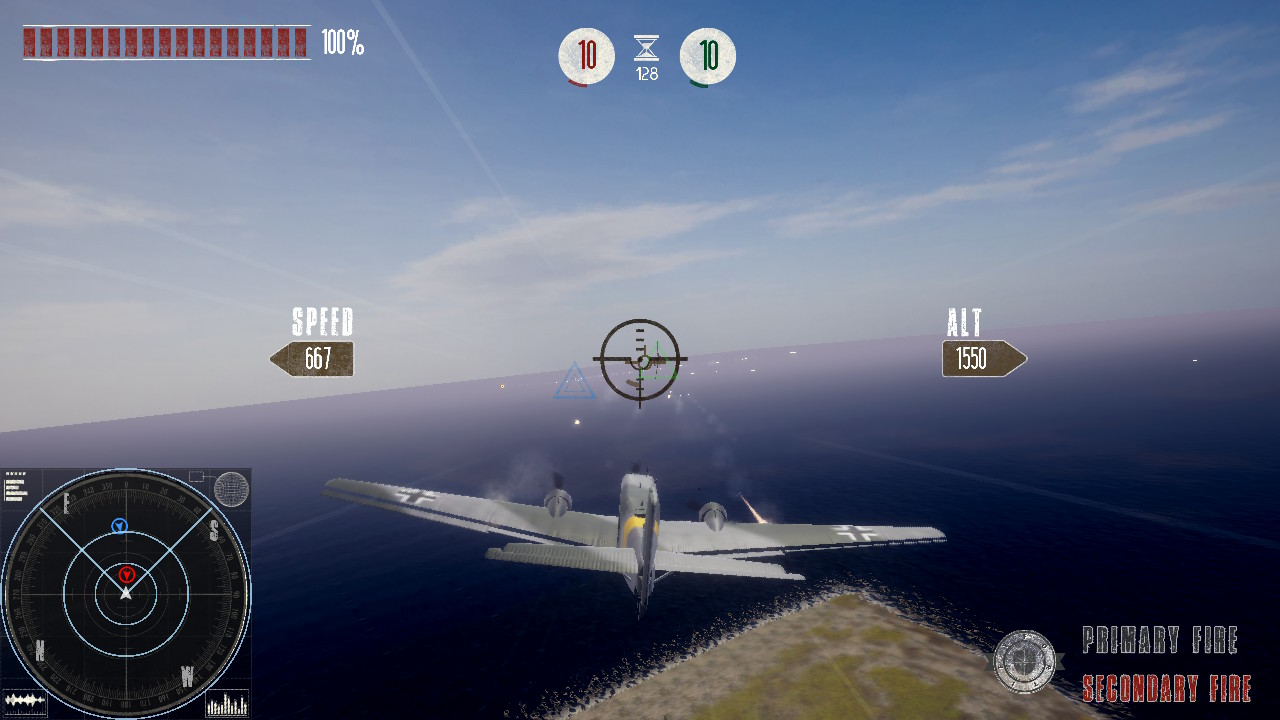 100%
10
10
128
SPEED
667
ALT
1550
E
S
N
W
PRIMARY FIRE
SECONDARY FIRE